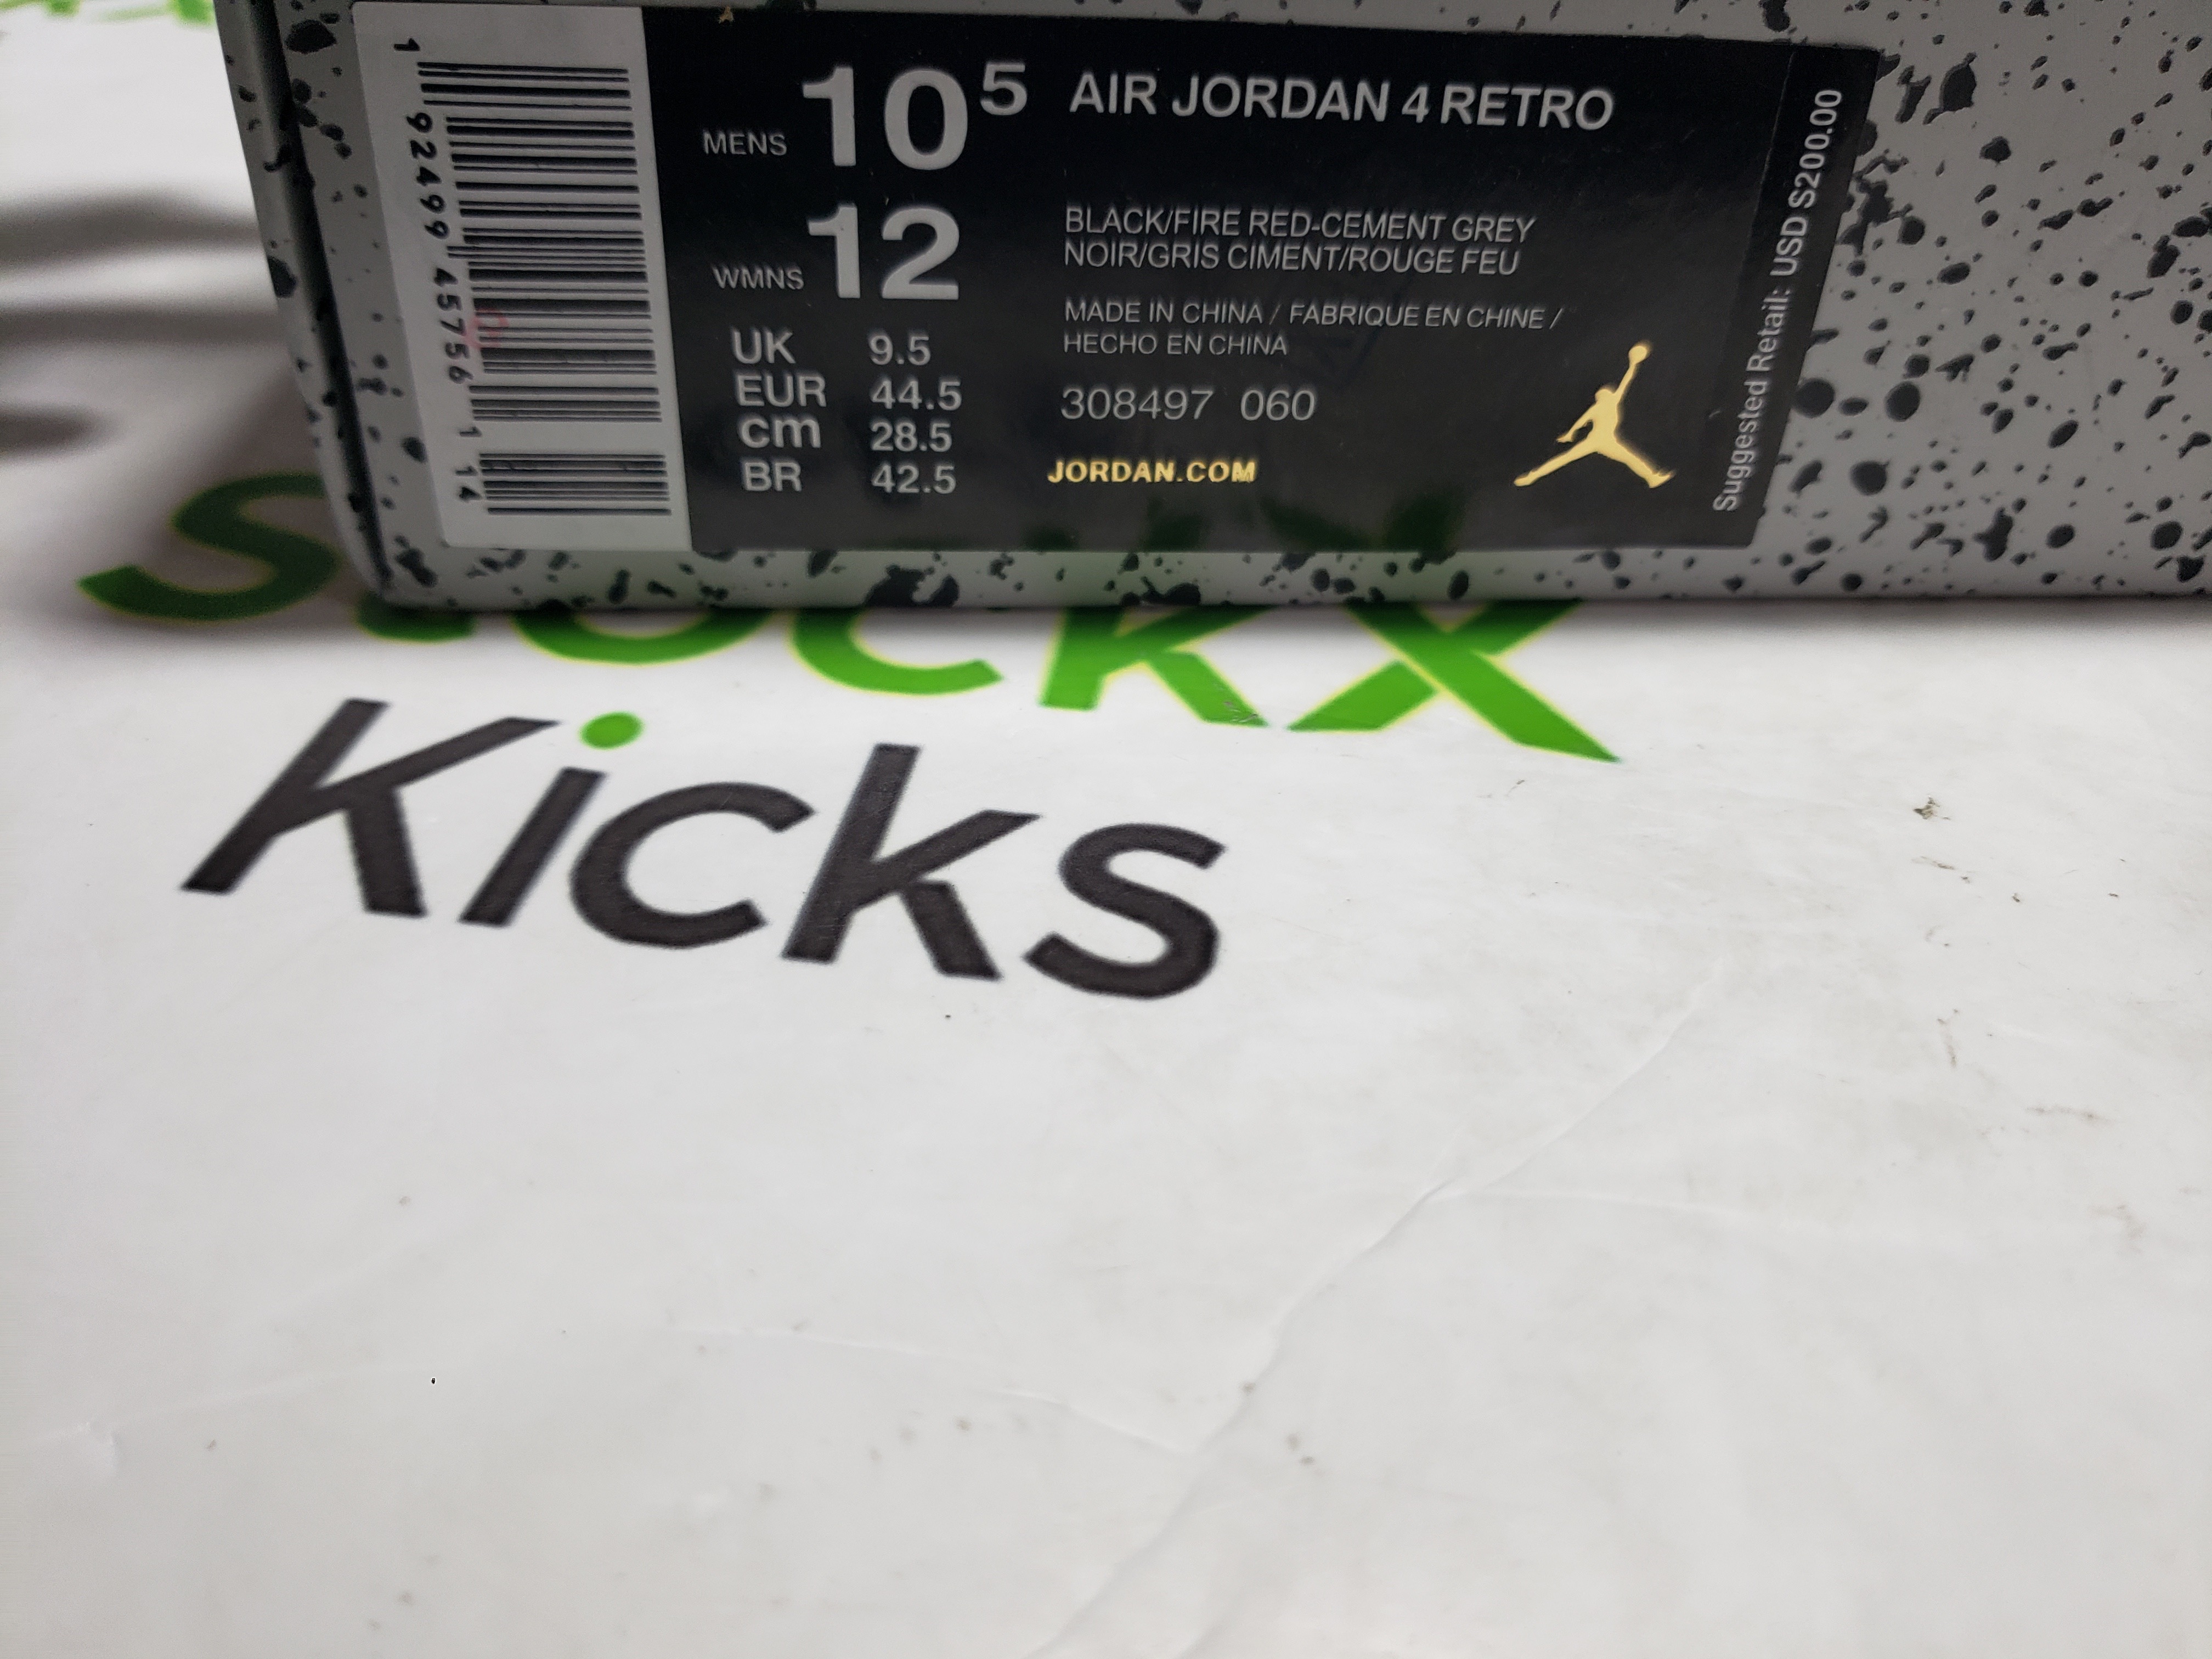 1 92499 45756 1 14
MENS 10 5
WMNS 12
UK 9.5
EUR 44.5
cm 28.5
BR 42.5
AIR JORDAN 4 RETRO
BLACK/FIRE RED-CEMENT GREY
NOIR/GRIS CIMENT/ROUGE FEU
MADE IN CHINA / FABRIQUE EN CHINE /
HECHO EN CHINA
308497 060
JORDAN.COM
Suggested Retail: USD S200.00
STOCKX
Kicks